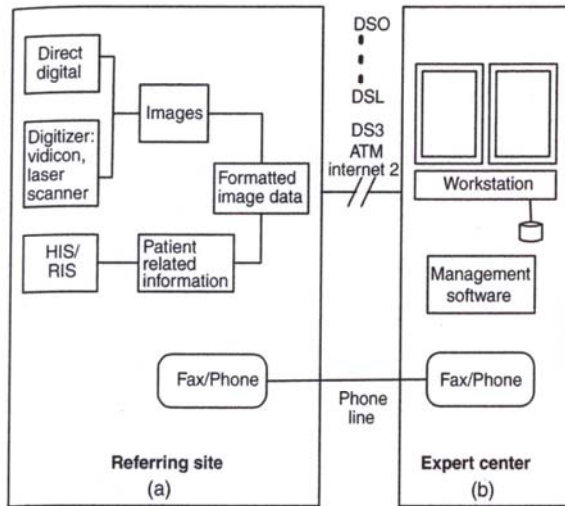 Direct
digital
Digitizer:
vidicon,
laser
scanner
Images
HIS/
RIS
Patient
related
information
Formatted
image data
Fax/Phone
Referring site
(a)
DSO
DSL
DS3
ATM
internet 2
Phone
line
Workstation
Management
software
Fax/Phone
Expert center
(b)